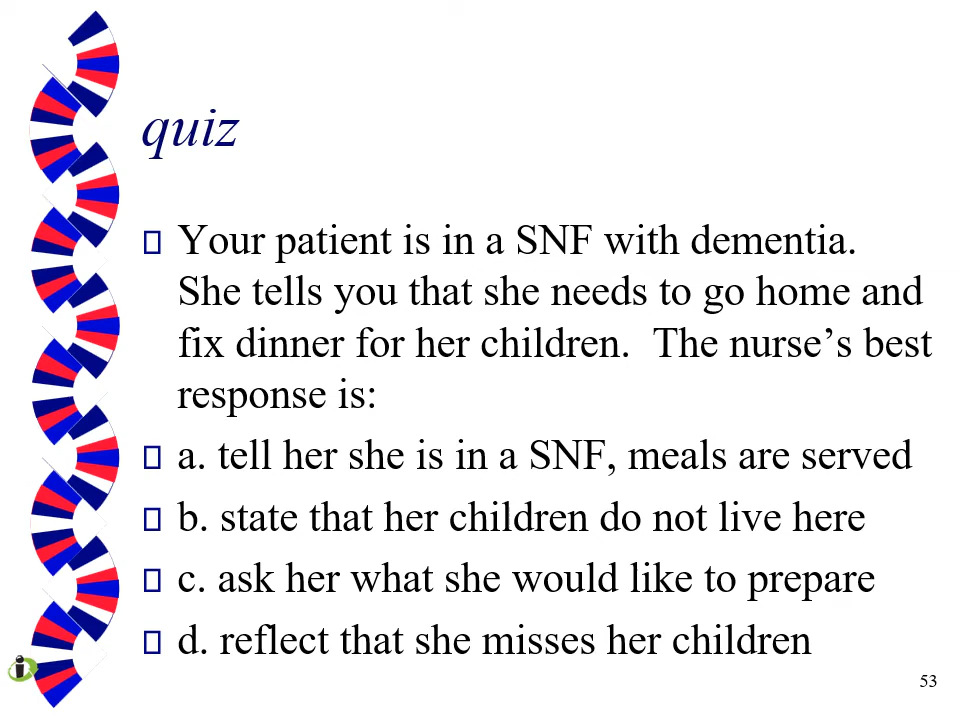 quiz
Your patient is in a SNF with dementia.
She tells you that she needs to go home and
fix dinner for her children.  The nurse’s best
response is:
a. tell her she is in a SNF, meals are served
b. state that her children do not live here
c. ask her what she would like to prepare
d. reflect that she misses her children
53